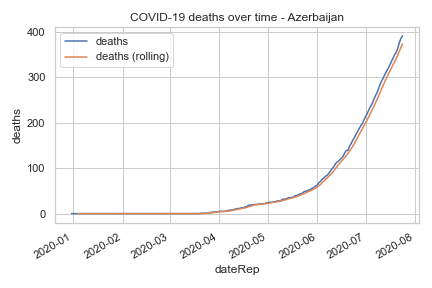 COVID-19 deaths over time - Azerbaijan
deaths
deaths (rolling)
400
300
200
100
0
deaths
2020-01
2020-02
2020-03
2020-04
2020-05
2020-06
2020-07
2020-08
dateRep